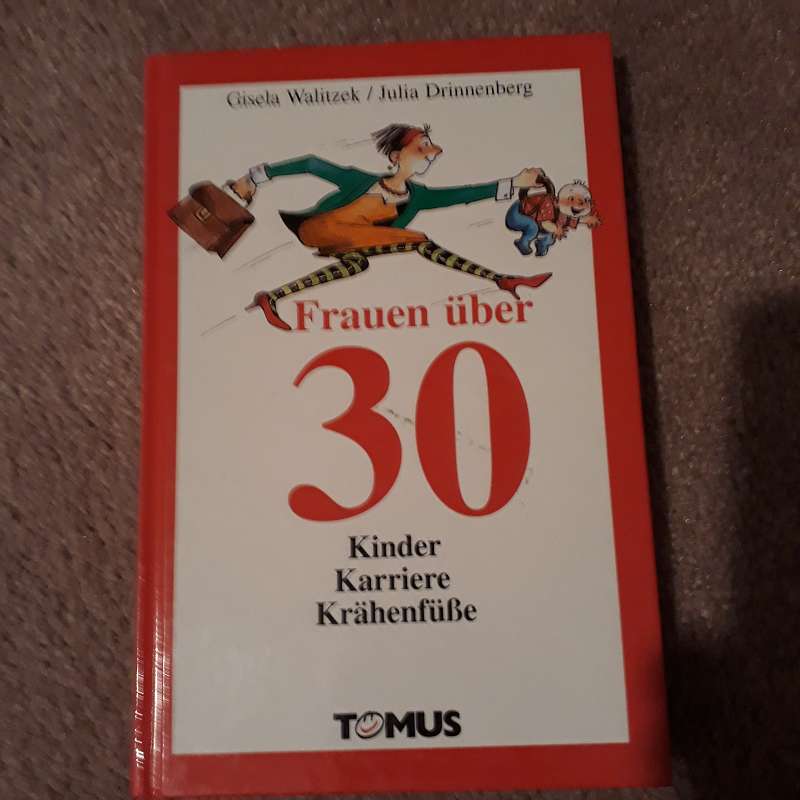 Gisela Walitzek / Julia Drinnenberg
Frauen über
30
Kinder
Karriere
Krähenfüße
TOMUS